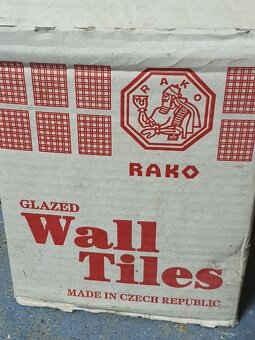 RAKO
RAKO
GLAZED
Wall
Tiles
MADE IN CZECH REPUBLIC